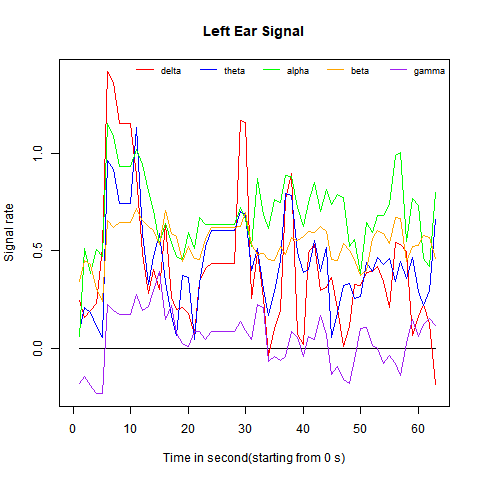 Left Ear Signal
delta theta alpha beta gamma
Signal rate
1.0
0.5
0.0
0 10 20 30 40 50 60
Time in second(starting from 0 s)